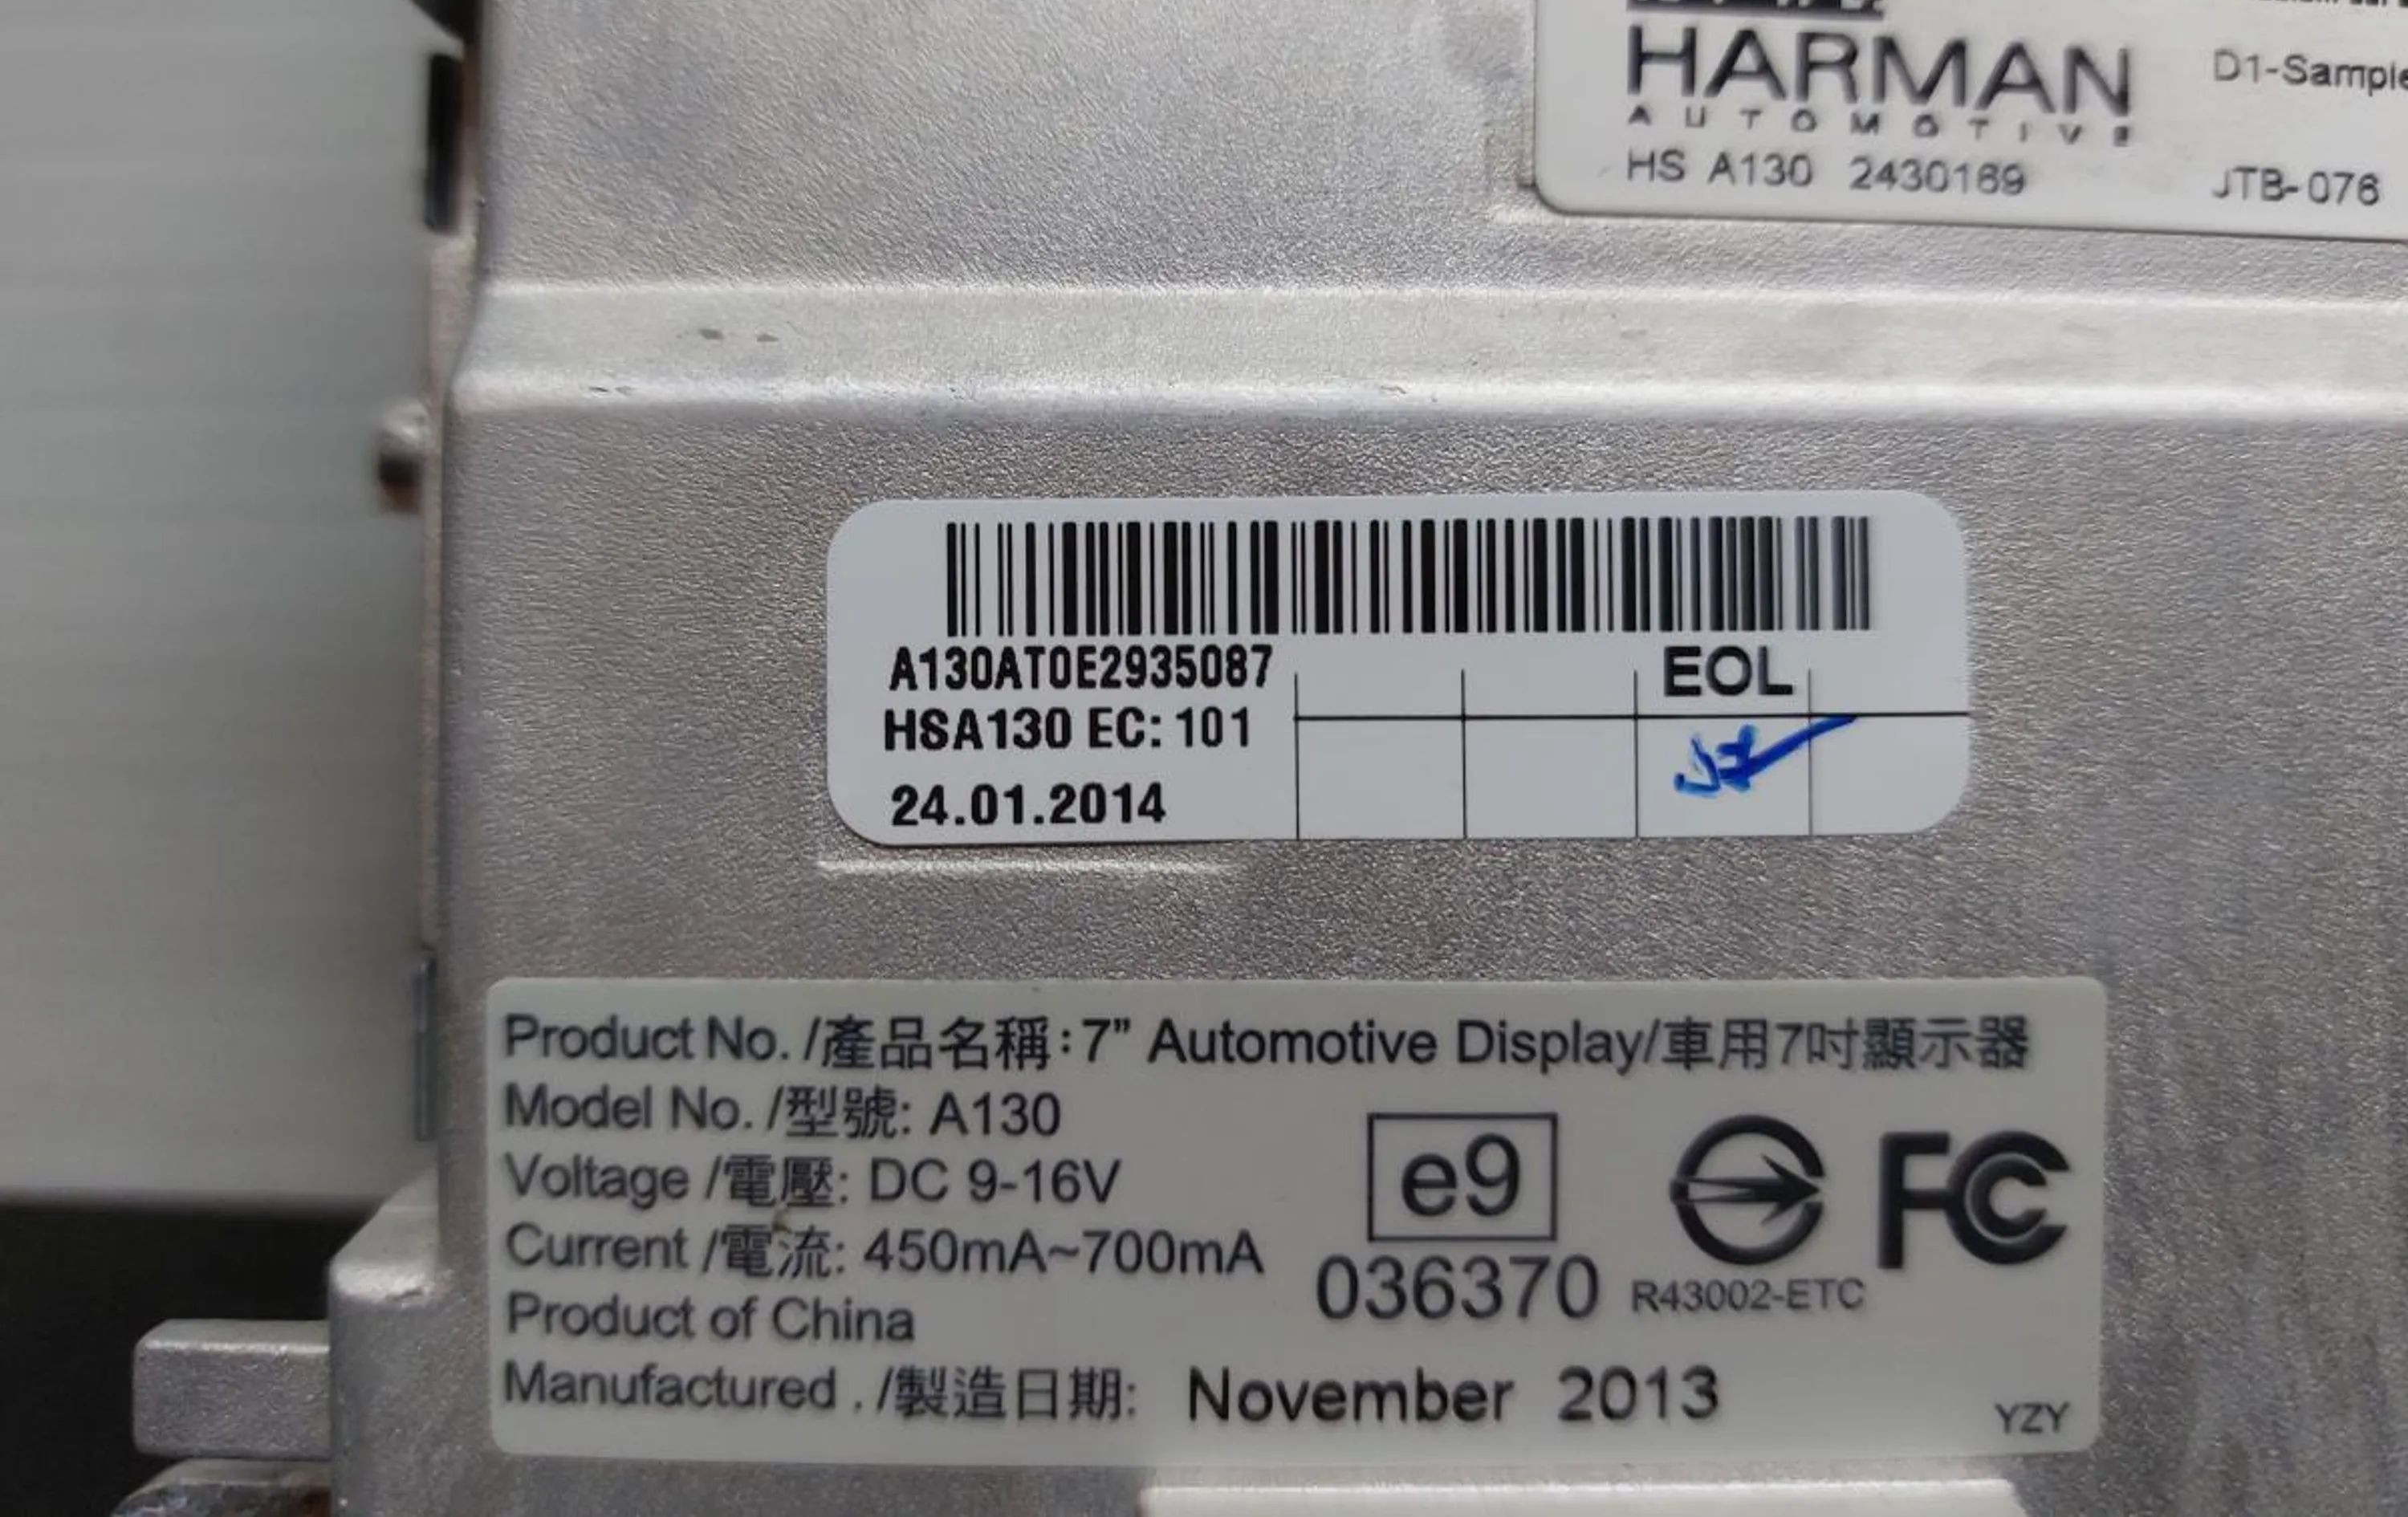 HARMAN
AUTOMOTIVE
HS A130 2430169
D1-Sample
JTB-076
A130AT0E2935087
HSA130 EC: 101
24.01.2014
EOL
Product No. /產品名稱:7” Automotive Display/車用7吋顯示器
Model No. /型號: A130
Voltage /電壓: DC 9-16V
Current /電流: 450mA~700mA
Product of China
Manufactured . /製造日期: November 2013
e9
036370
R43002-ETC
FC
YZY